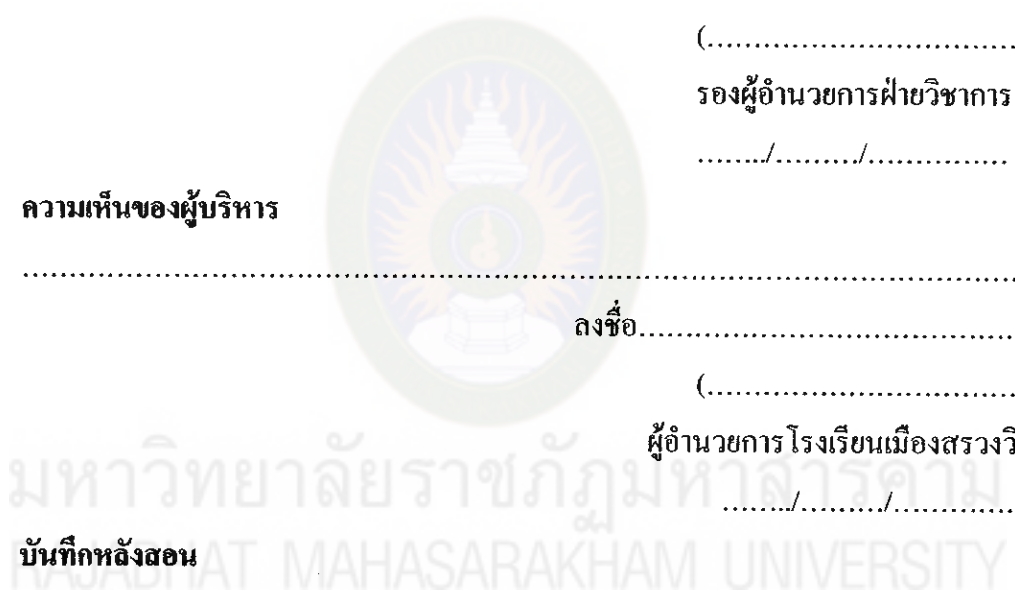 (..................................
รองผู้อำนวยการฝ่ายวิชาการ
......../........./...............
ความเห็นของผู้บริหาร
................................................................................................................
ลงชื่อ..........................................
(..................................
ผู้อำนวยการโรงเรียนเมืองสรวงวิ
......../........./..............
มหาวิทยาลัยราชภัฏมหาสารคาม
บันทึกหลังสอน
RAJABHAT MAHASARAKHAM UNIVERSITY